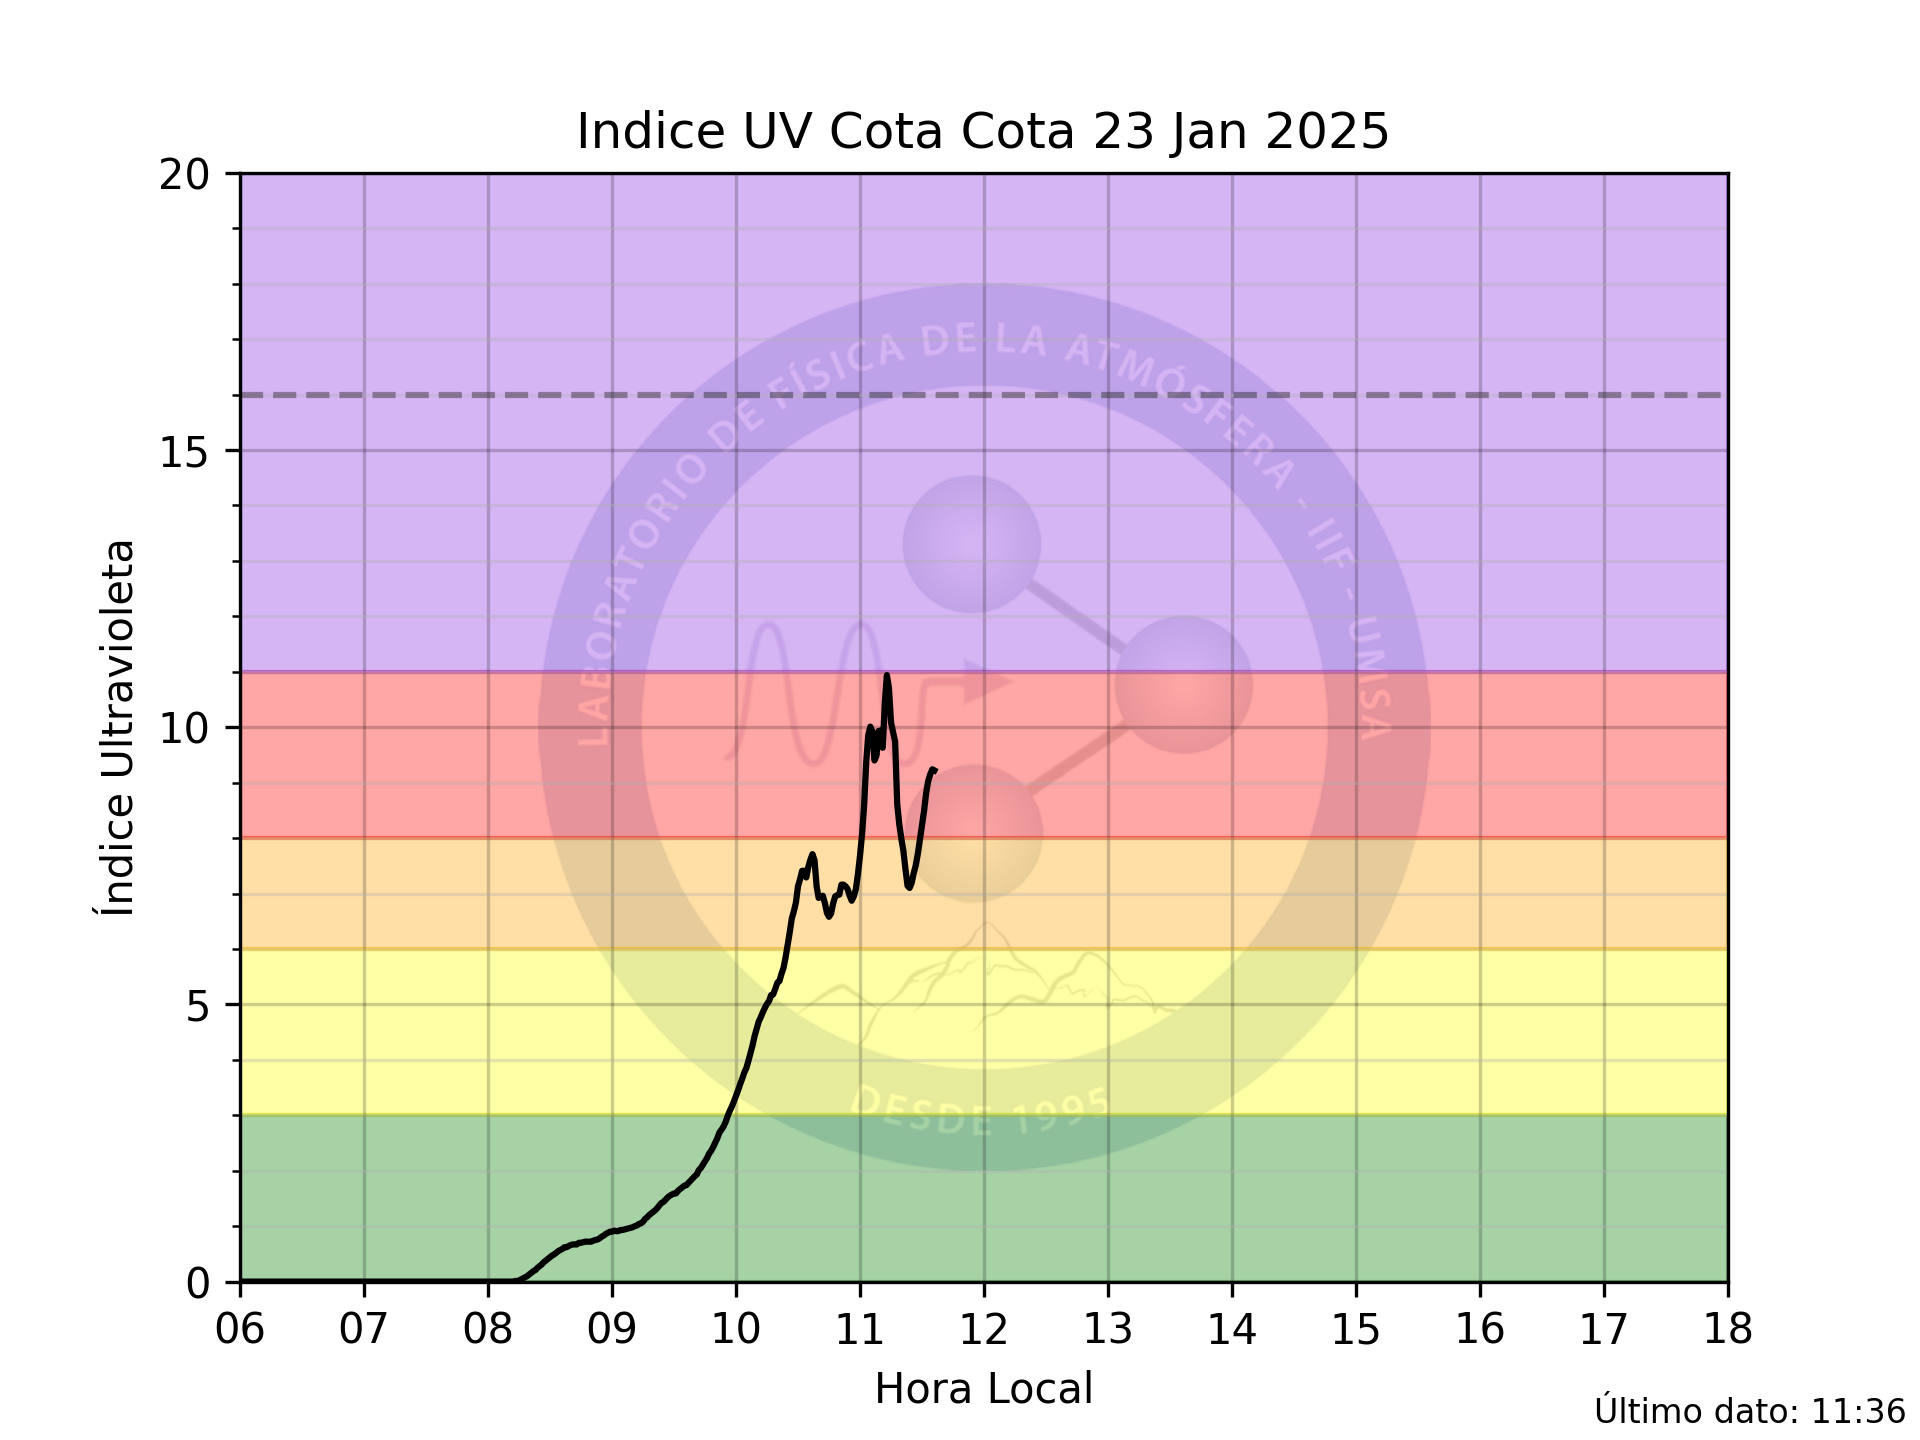 Indice UV Cota Cota 23 Jan 2025
20
15
10
5
0
Índice Ultravioleta
LABORATORIO DE FÍSICA DE LA ATMÓSFERA - IIF - UMSA
DESDE 1995
06 07 08 09 10 11 12 13 14 15 16 17 18
Hora Local
Último dato: 11:36